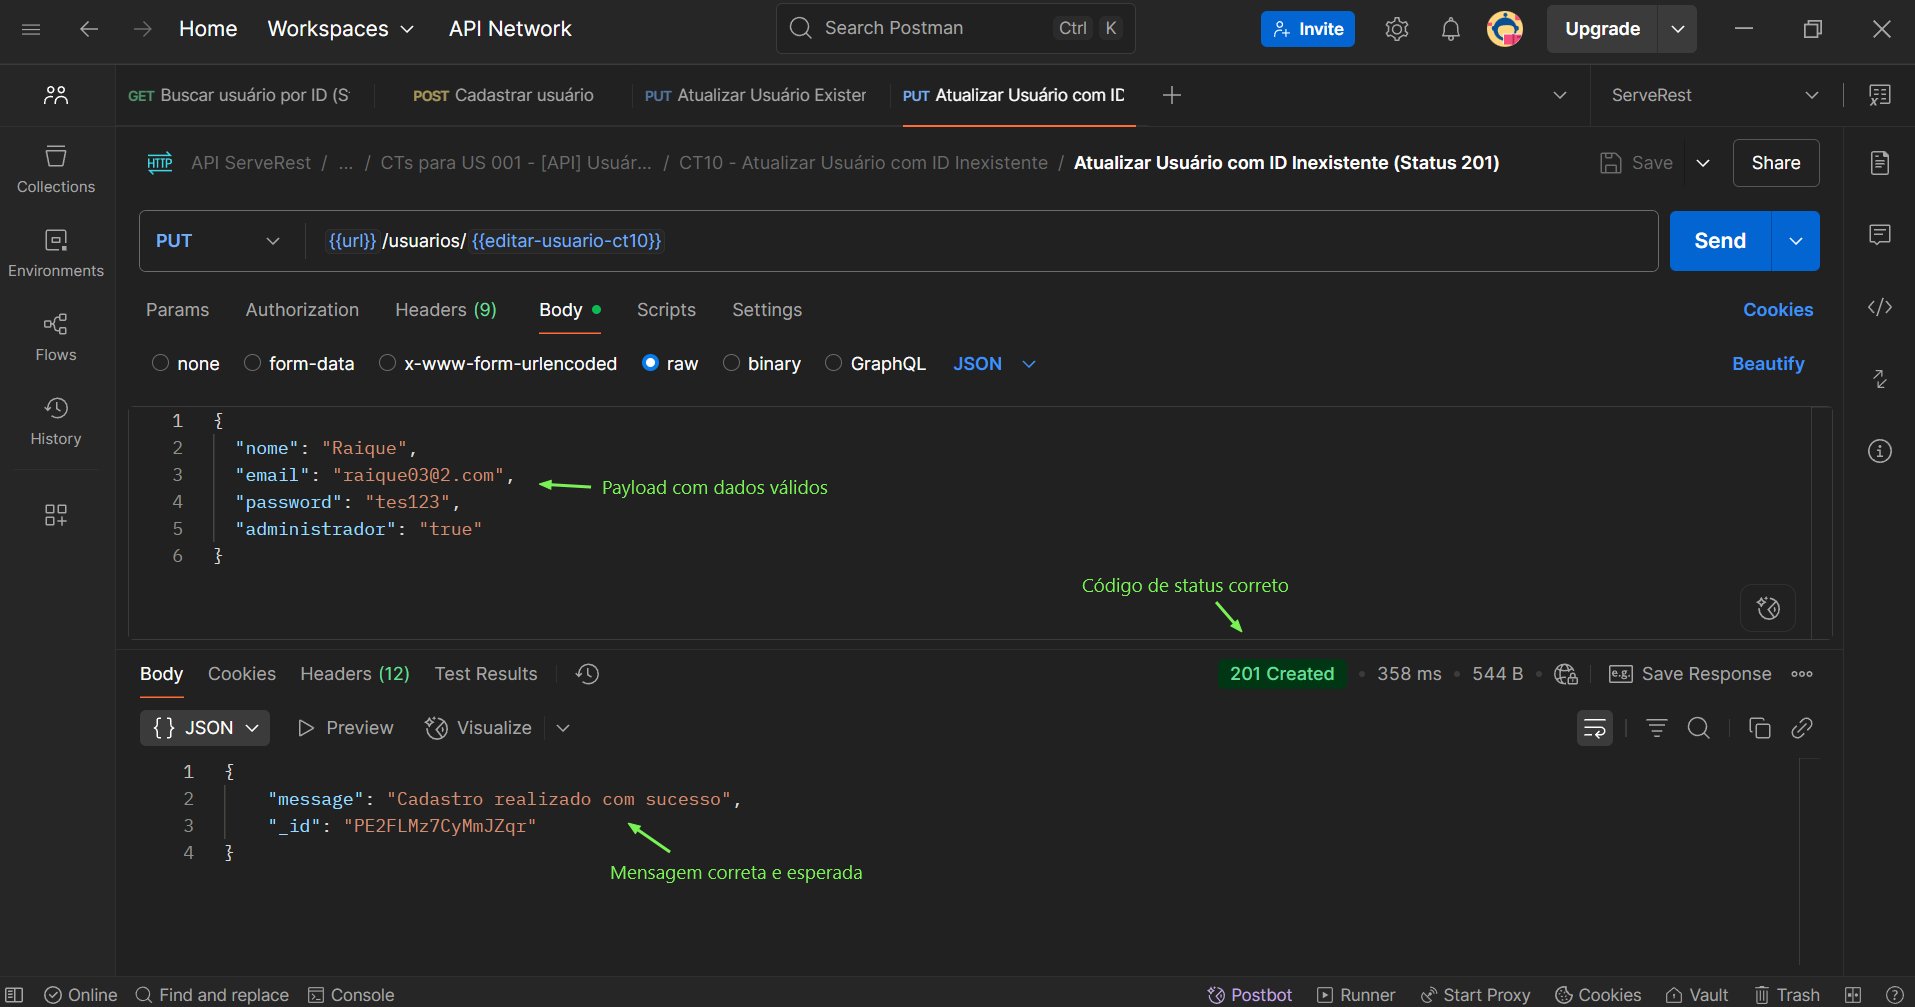 Home Workspaces API Network Search Postman Ctrl K Invite Upgrade
GET Buscar usuário por ID (S POST Cadastrar usuário PUT Atualizar Usuário Exister PUT Atualizar Usuário com ID ServeRest
HTTP API ServeRest / ... / CTs para US 001 - [API] Usuár... / CT10 - Atualizar Usuário com ID Inexistente / Atualizar Usuário com ID Inexistente (Status 201) Save Share
Collections
PUT {{url}} /usuarios/ {{editar-usuario-ct10}} Send
Environments
Params Authorization Headers (9) Body Scripts Settings Cookies
Flows
none form-data x-www-form-urlencoded raw binary GraphQL JSON Beautify
History
1 {
2 "nome": "Raique",
3 "email": "raique03@2.com",
Payload com dados válidos
4 "password": "tes123",
5 "administrador": "true"
6 }
Código de status correto
Body Cookies Headers (12) Test Results 201 Created • 358 ms • 544 B • e.g. Save Response
{} JSON Preview Visualize
1 {
2 "message": "Cadastro realizado com sucesso",
3 "_id": "PE2FLMz7CyMmJZqr"
4 }
Mensagem correta e esperada
Online Find and replace Console Postbot Runner Start Proxy Cookies Vault Trash